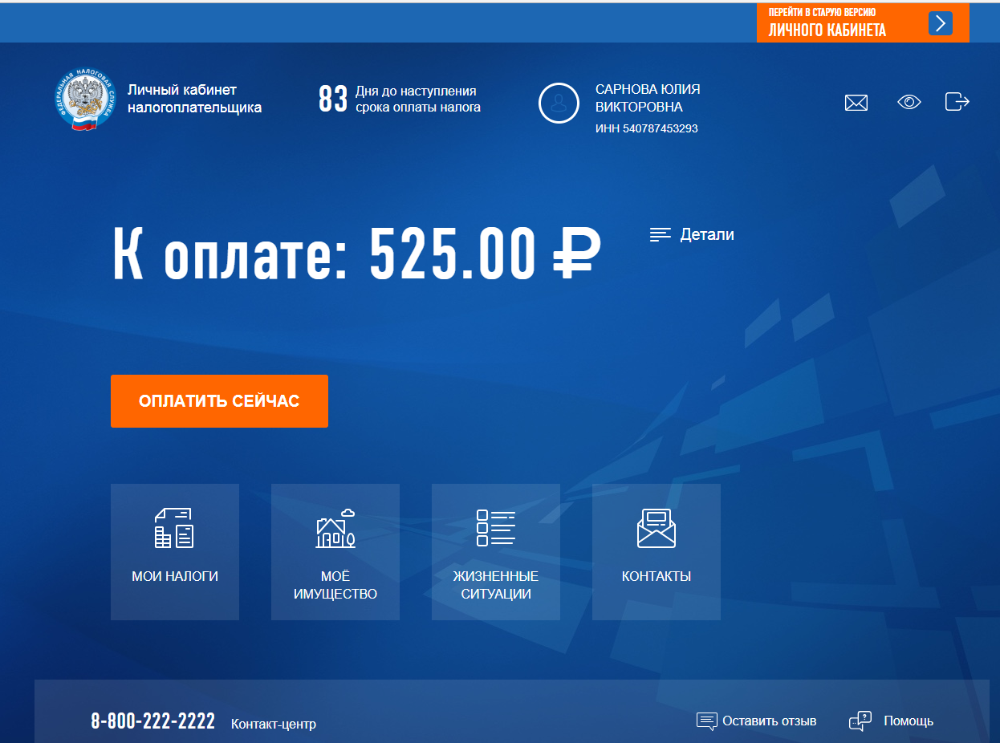 ПЕРЕЙТИ В СТАРУЮ ВЕРСИЮ
ЛИЧНОГО КАБИНЕТА
ФЕДЕРАЛЬНАЯ НАЛОГОВАЯ СЛУЖБА
Личный кабинет
налогоплательщика
83
Дня до наступления
срока оплаты налога
САРНОВА ЮЛИЯ
ВИКТОРОВНА
ИНН 540787453293
К оплате: 525.00 ₽
Детали
ОПЛАТИТЬ СЕЙЧАС
МОИ НАЛОГИ
МОЁ
ИМУЩЕСТВО
ЖИЗНЕННЫЕ
СИТУАЦИИ
КОНТАКТЫ
8-800-222-2222
Контакт-центр
Оставить отзыв
Помощь